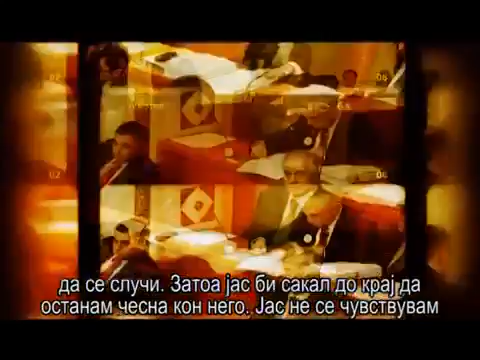 да се случи. Затоа јас би сакал до крај да
останам чесна кон него. Јас не се чувствувам